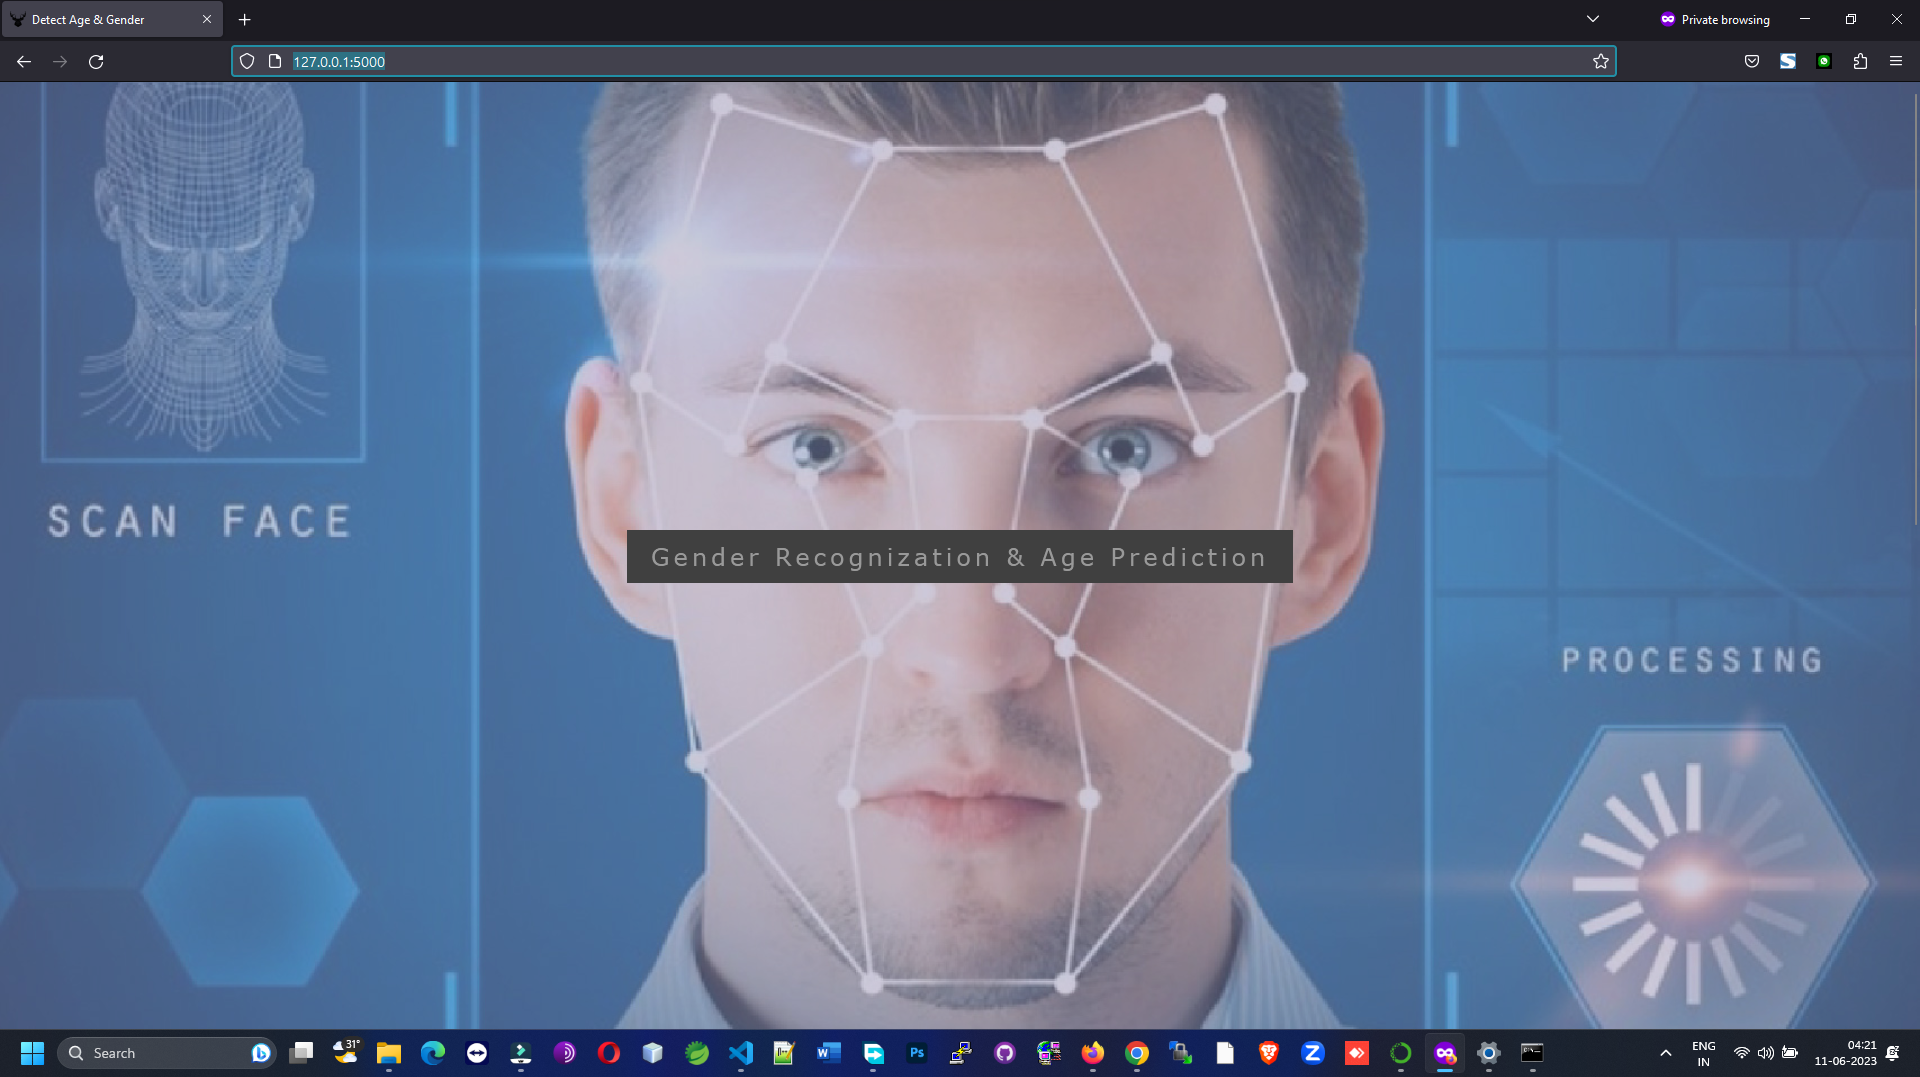 Detect Age & Gender
Private browsing
127.0.0.1:5000
SCAN FACE
Gender Recognization & Age Prediction
PROCESSING
31°
Search
Ps
ENG
IN
04:21
11-06-2023